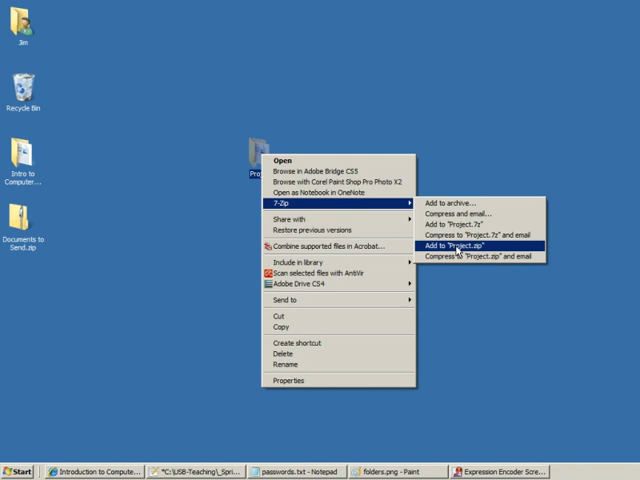 Jim
Recycle Bin
Intro to
Computer...
Documents to
Send.zip
Open
Browse in Adobe Bridge CS5
Browse with Corel Paint Shop Pro Photo X2
Open as Notebook in OneNote
7-Zip
Share with
Restore previous versions
Combine supported files in Acrobat...
Include in library
Scan selected files with AntiVir
Adobe Drive CS4
Send to
Cut
Copy
Create shortcut
Delete
Rename
Properties
Add to archive...
Compress and email...
Add to "Project.7z"
Compress to "Project.7z" and email
Add to "Project.zip"
Compress to "Project.zip" and email
Start
Introduction to Compute...
*C:\USB-Teaching\_Spri...
passwords.txt - Notepad
folders.png - Paint
Expression Encoder Scre...